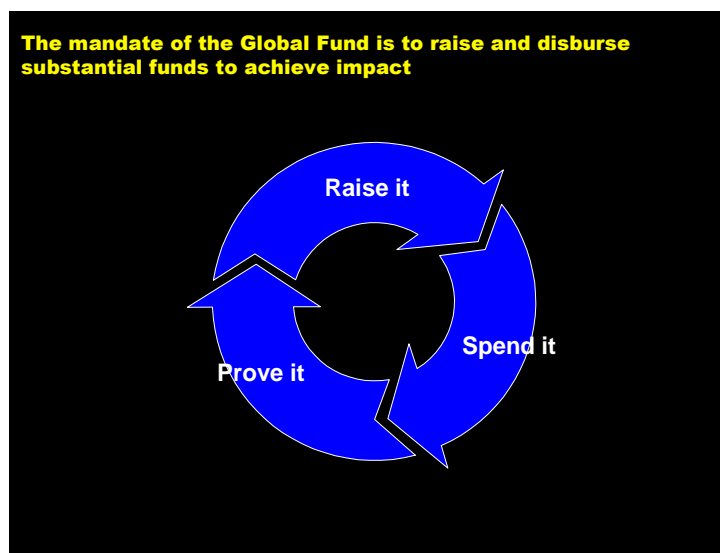 The mandate of the Global Fund is to raise and disburse
substantial funds to achieve impact
Raise it
Spend it
Prove it